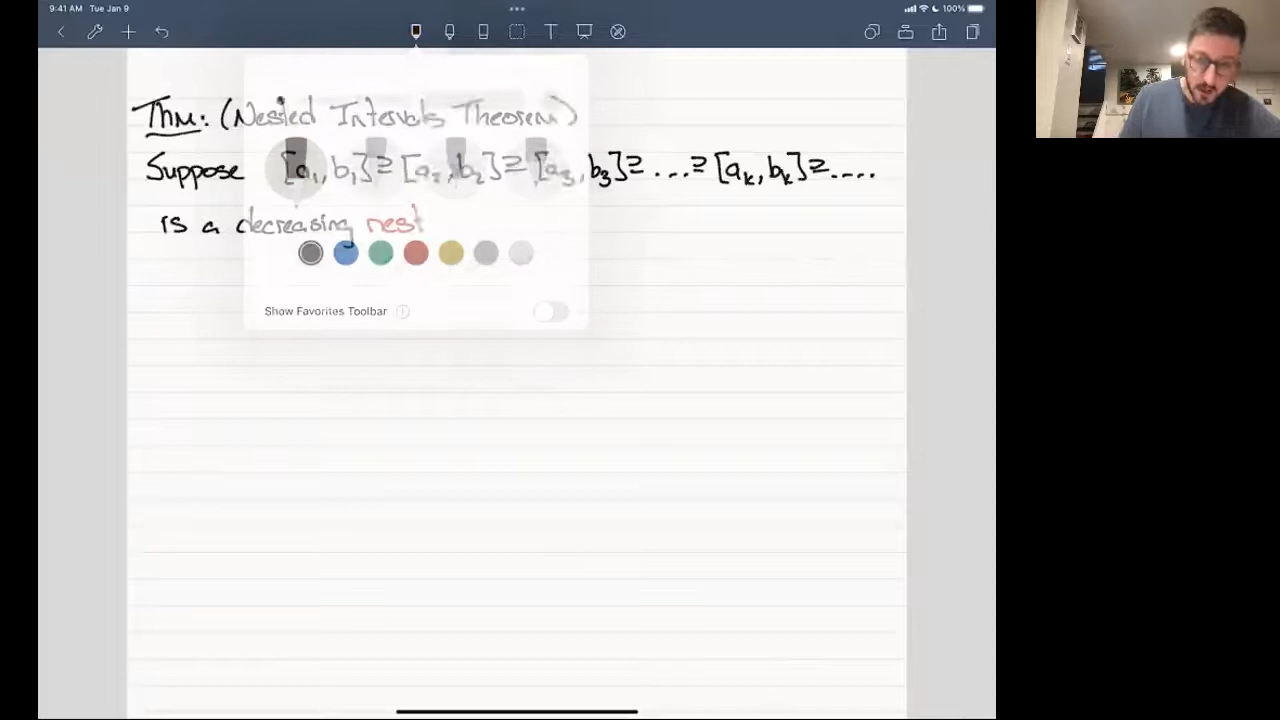 9:41 AM Tue Jan 9
100%
Thm: (Nested Intervals Theorem)
Suppose [a₁,b₁]⊇[a₂,b₂]⊇[a₃,b₃]⊇...⊇[aₖ,bₖ]⊇....
is a decreasing nest
Show Favorites Toolbar